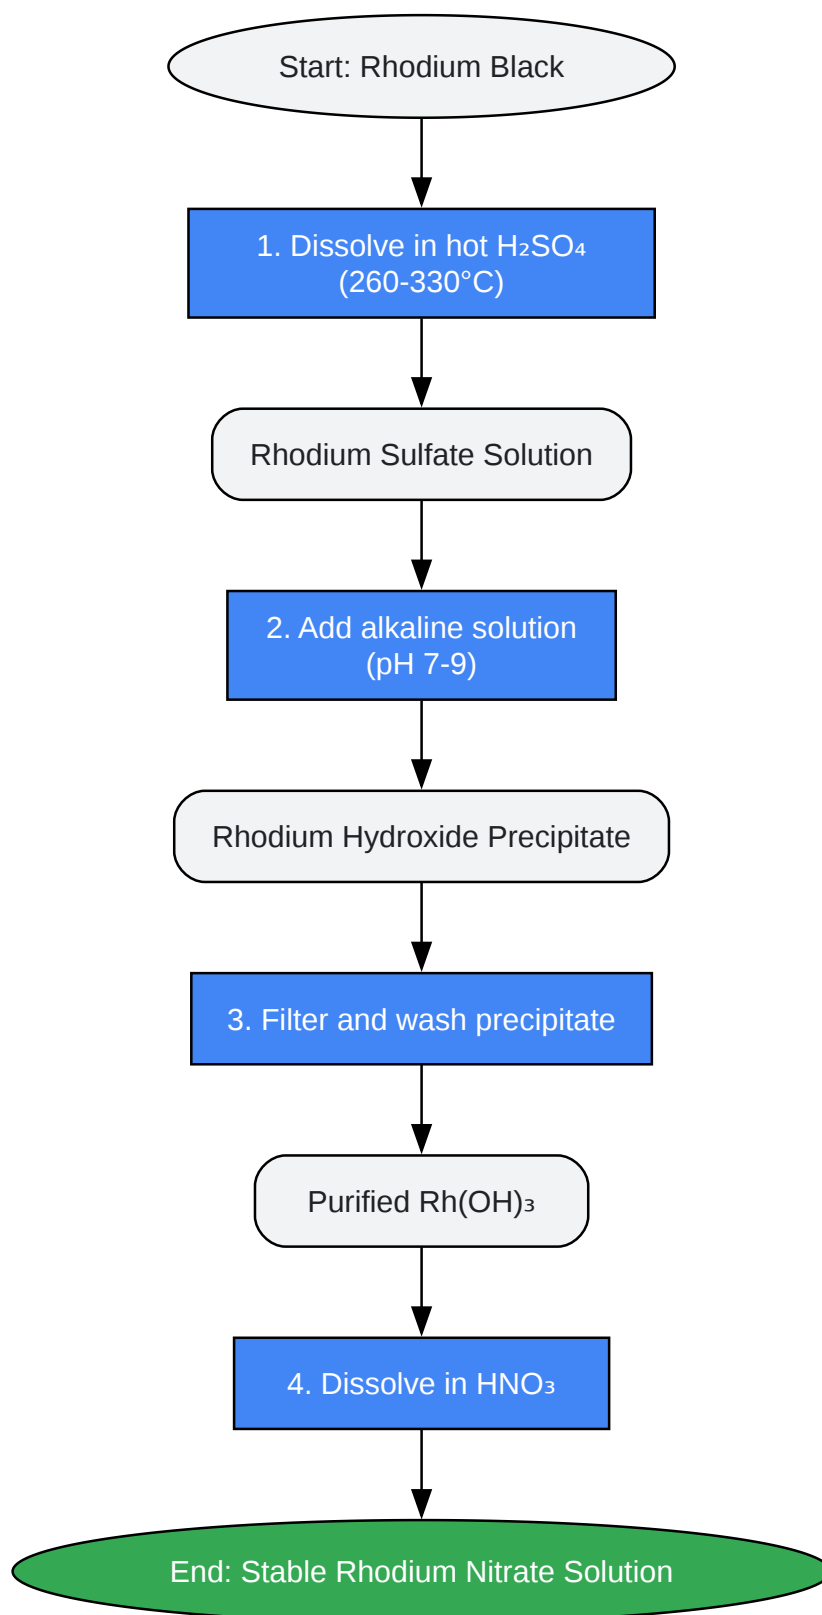 Start: Rhodium Black
1. Dissolve in hot H₂SO₄
(260-330°C)
Rhodium Sulfate Solution
2. Add alkaline solution
(pH 7-9)
Rhodium Hydroxide Precipitate
3. Filter and wash precipitate
Purified Rh(OH)₃
4. Dissolve in HNO₃
End: Stable Rhodium Nitrate Solution